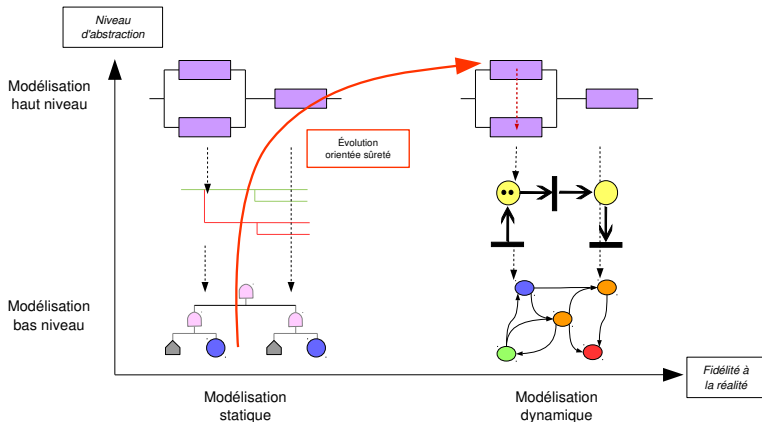 Niveau
d'abstraction
Modélisation
haut niveau
Évolution
orientée sûreté
Modélisation
bas niveau
Modélisation
statique
Modélisation
dynamique
Fidélité à
la réalité